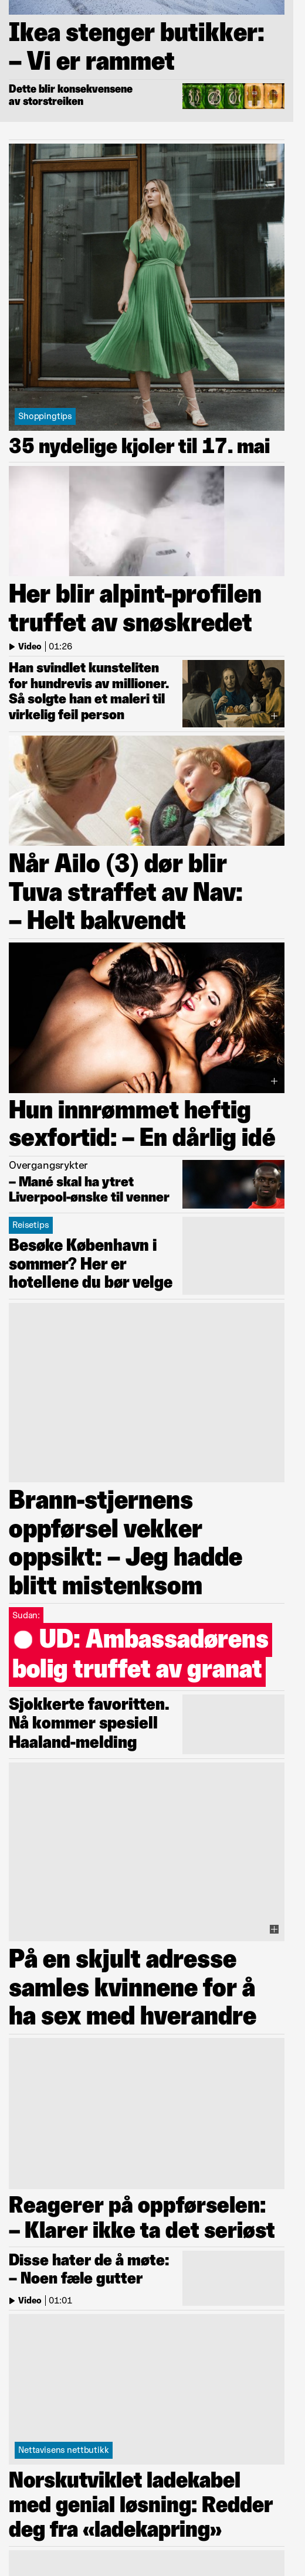 Ikea stenger butikker:
– Vi er rammet
Dette blir konsekvensene
av storstreiken
Shoppingtips
35 nydelige kjoler til 17. mai
Her blir alpint-profilen
truffet av snøskredet
Video 01:26
Han svindlet kunsteliten
for hundrevis av millioner.
Så solgte han et maleri til
virkelig feil person
Når Ailo (3) dør blir
Tuva straffet av Nav:
– Helt bakvendt
Hun innrømmet heftig
sexfortid: – En dårlig idé
Overgangsrykter
– Mané skal ha ytret
Liverpool-ønske til venner
Reisetips
Besøke København i
sommer? Her er
hotellene du bør velge
Brann-stjernens
oppførsel vekker
oppsikt: – Jeg hadde
blitt mistenksom
Sudan:
UD: Ambassadørens
bolig truffet av granat
Sjokkerte favoritten.
Nå kommer spesiell
Haaland-melding
På en skjult adresse
samles kvinnene for å
ha sex med hverandre
Reagerer på oppførselen:
– Klarer ikke ta det seriøst
Disse hater de å møte:
– Noen fæle gutter
Video 01:01
Nettavisens nettbutikk
Norskutviklet ladekabel
med genial løsning: Redder
deg fra «ladekapring»